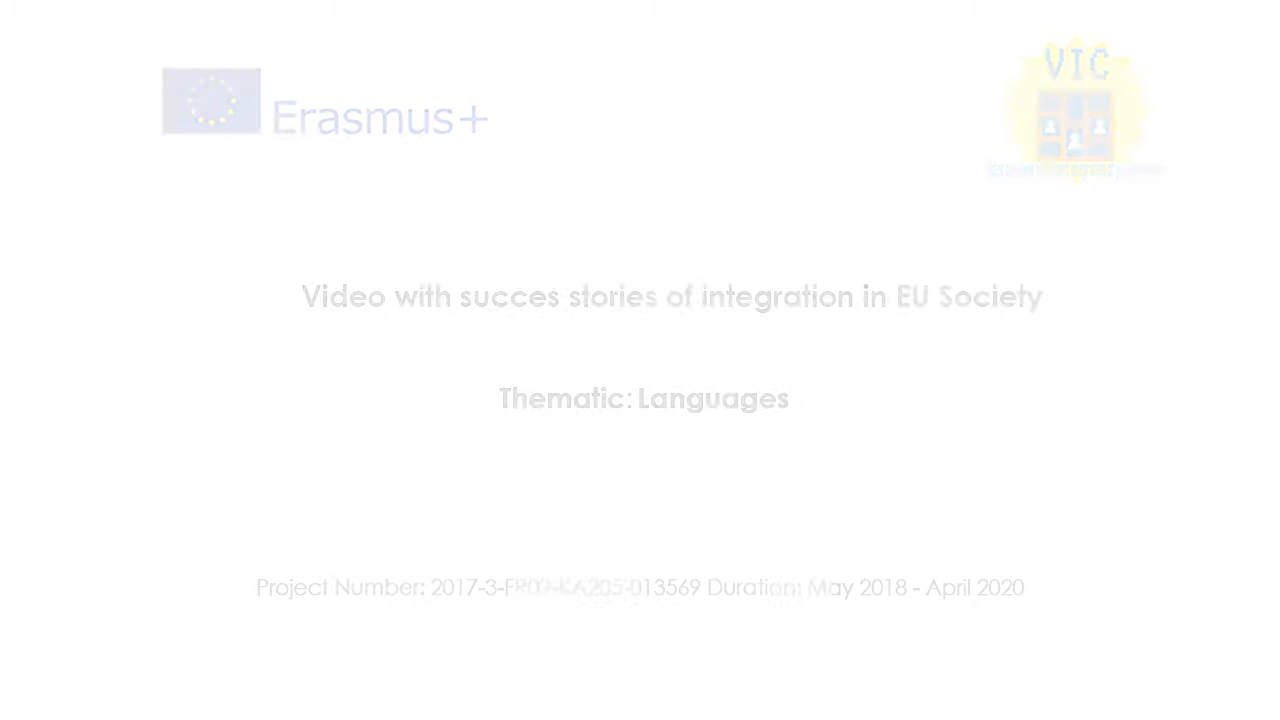 VIC
Erasmus+
Video with succes stories of integration in EU Society
Thematic: Languages
Project Number: 2017-3-FR02-KA205-013569 Duration: May 2018 - April 2020